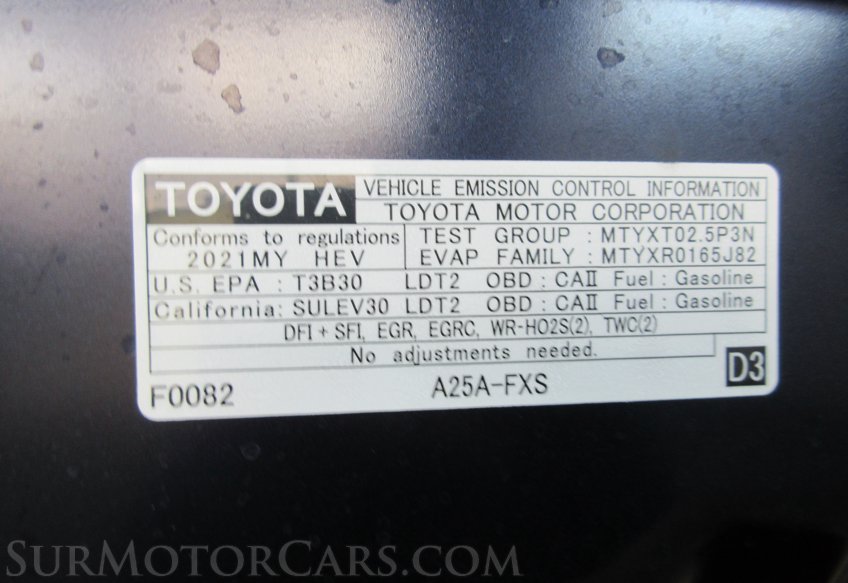 TOYOTA VEHICLE EMISSION CONTROL INFORMATION
TOYOTA MOTOR CORPORATION
Conforms to regulations
2021MY HEV
TEST GROUP : MTYXT02.5P3N
EVAP FAMILY : MTYXR0165J82
U.S. EPA : T3B30 LDT2 OBD : CAII Fuel : Gasoline
California: SULEV30 LDT2 OBD : CAII Fuel : Gasoline
DFI + SFI, EGR, EGRC, WR-HO2S(2), TWC(2)
No adjustments needed.
D3
F0082 A25A-FXS
SurMotorCars.com